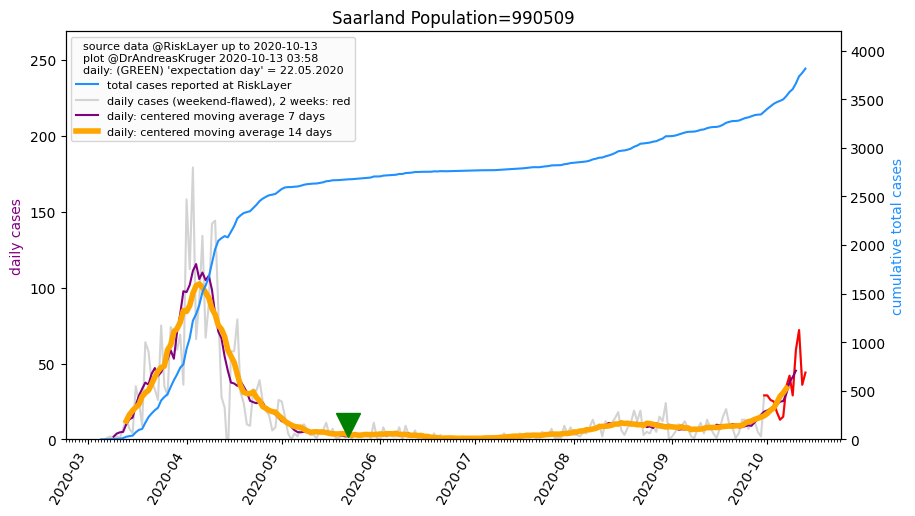 Saarland Population=990509
source data @RiskLayer up to 2020-10-13
plot @DrAndreasKruger 2020-10-13 03:58
daily: (GREEN) 'expectation day' = 22.05.2020
total cases reported at RiskLayer
daily cases (weekend-flawed), 2 weeks: red
daily: centered moving average 7 days
daily: centered moving average 14 days
daily cases
250
200
150
100
50
0
cumulative total cases
4000
3500
3000
2500
2000
1500
1000
500
0
2020-03
2020-04
2020-05
2020-06
2020-07
2020-08
2020-09
2020-10